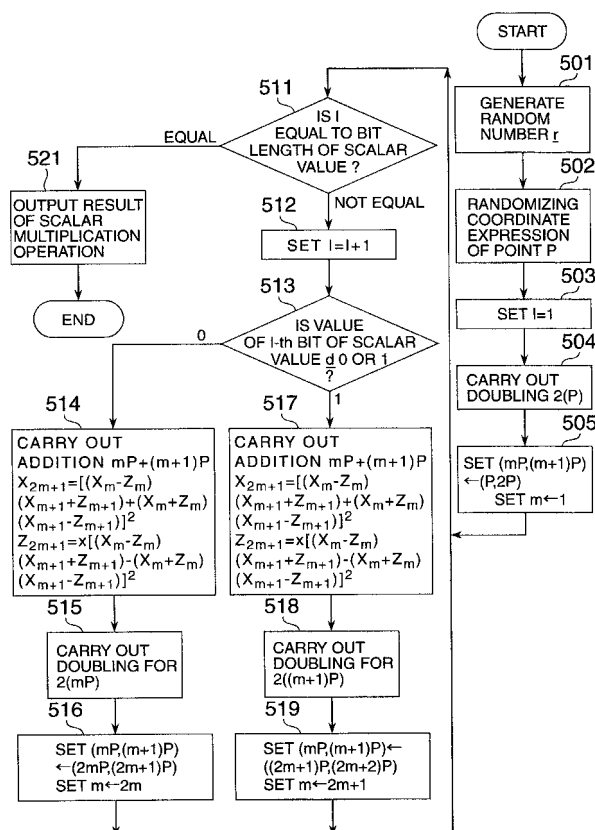 START
501
GENERATE
RANDOM
NUMBER r
502
RANDOMIZING
COORDINATE
EXPRESSION
OF POINT P
503
SET I=1
504
CARRY OUT
DOUBLING 2(P)
505
SET (mP,(m+1)P)
←(P,2P)
SET m←1
511
IS I
EQUAL TO BIT
LENGTH OF SCALAR
VALUE ?
EQUAL
NOT EQUAL
521
OUTPUT RESULT
OF SCALAR
MULTIPLICATION
OPERATION
END
512
SET I=I+1
513
IS VALUE
OF I-th BIT OF SCALAR
VALUE d 0 OR 1
?
0
1
514
CARRY OUT
ADDITION mP+(m+1)P
X2m+1=[(Xm-Zm)
(Xm+1+Zm+1)+(Xm+Zm)
(Xm+1-Zm+1)]2
Z2m+1=x[(Xm-Zm)
(Xm+1+Zm+1)-(Xm+Zm)
(Xm+1-Zm+1)]2
515
CARRY OUT
DOUBLING FOR
2(mP)
516
SET (mP,(m+1)P)
←(2mP,(2m+1)P)
SET m←2m
517
CARRY OUT
ADDITION mP+(m+1)P
X2m+1=[(Xm-Zm)
(Xm+1+Zm+1)+(Xm+Zm)
(Xm+1-Zm+1)]2
Z2m+1=x[(Xm-Zm)
(Xm+1+Zm+1)-(Xm+Zm)
(Xm+1-Zm+1)]2
518
CARRY OUT
DOUBLING FOR
2((m+1)P)
519
SET (mP,(m+1)P)←
((2m+1)P,(2m+2)P)
SET m←2m+1